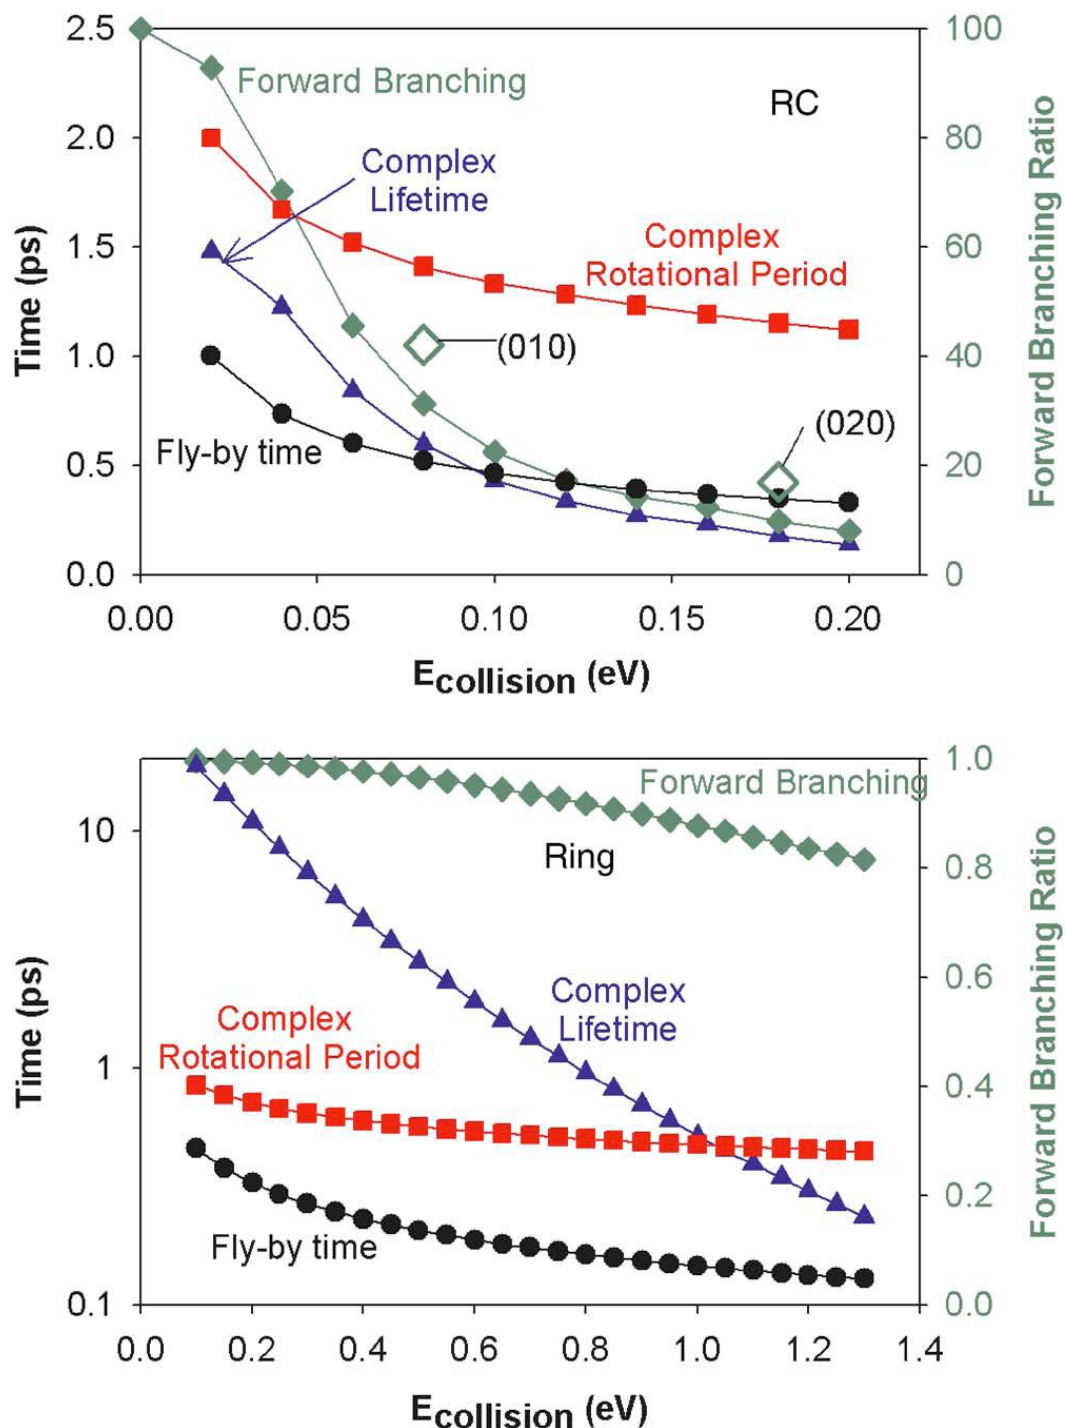 2.5
2.0
1.5
1.0
0.5
0.0
Time (ps)
Forward Branching
RC
Complex
Lifetime
Complex
Rotational Period
(010)
(020)
Fly-by time
100
80
60
40
20
0
Forward Branching Ratio
0.00 0.05 0.10 0.15 0.20
Ecollision (eV)
10
1
0.1
Time (ps)
Forward Branching
Ring
Complex
Lifetime
Complex
Rotational Period
Fly-by time
1.0
0.8
0.6
0.4
0.2
0.0
Forward Branching Ratio
0.0 0.2 0.4 0.6 0.8 1.0 1.2 1.4
Ecollision (eV)